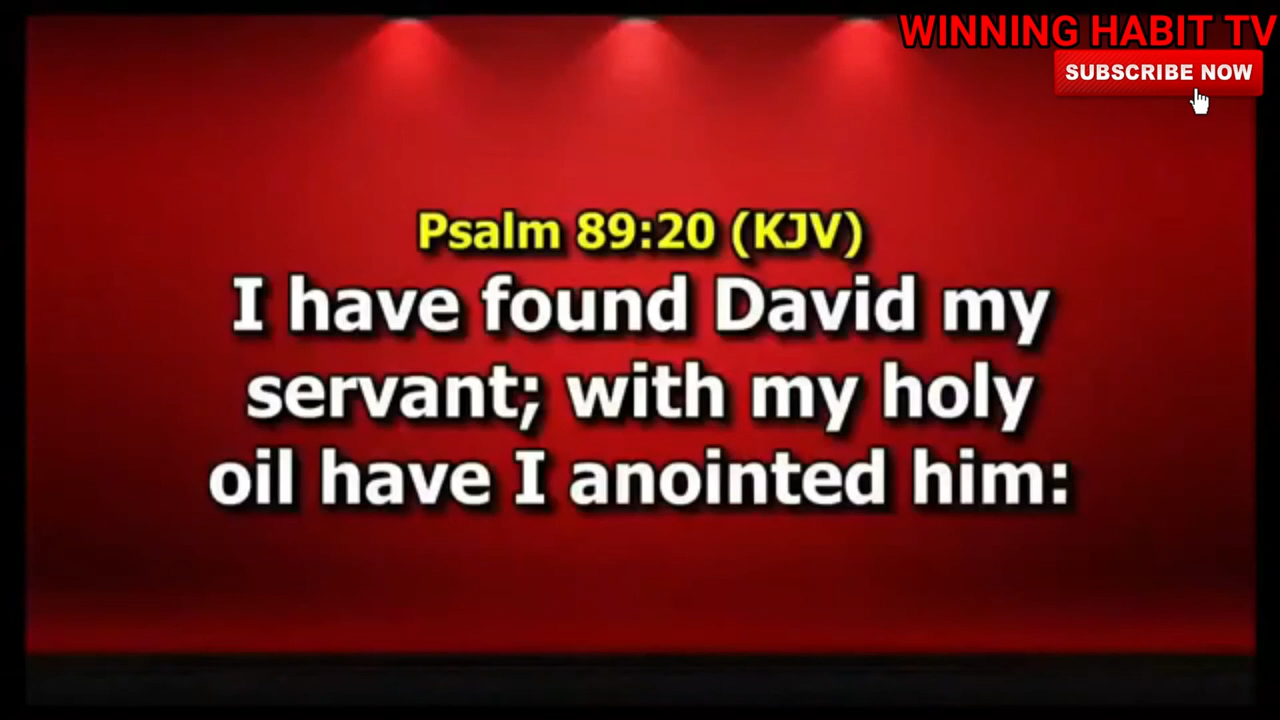 WINNING HABIT TV
SUBSCRIBE NOW
Psalm 89:20 (KJV)
I have found David my
servant; with my holy
oil have I anointed him: